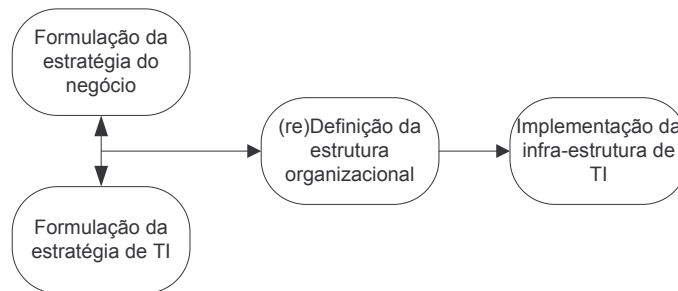 Formulação da
estratégia do
negócio
(re)Definição da
estrutura
organizacional
Implementação da
infra-estrutura de
TI
Formulação da
estratégia de TI